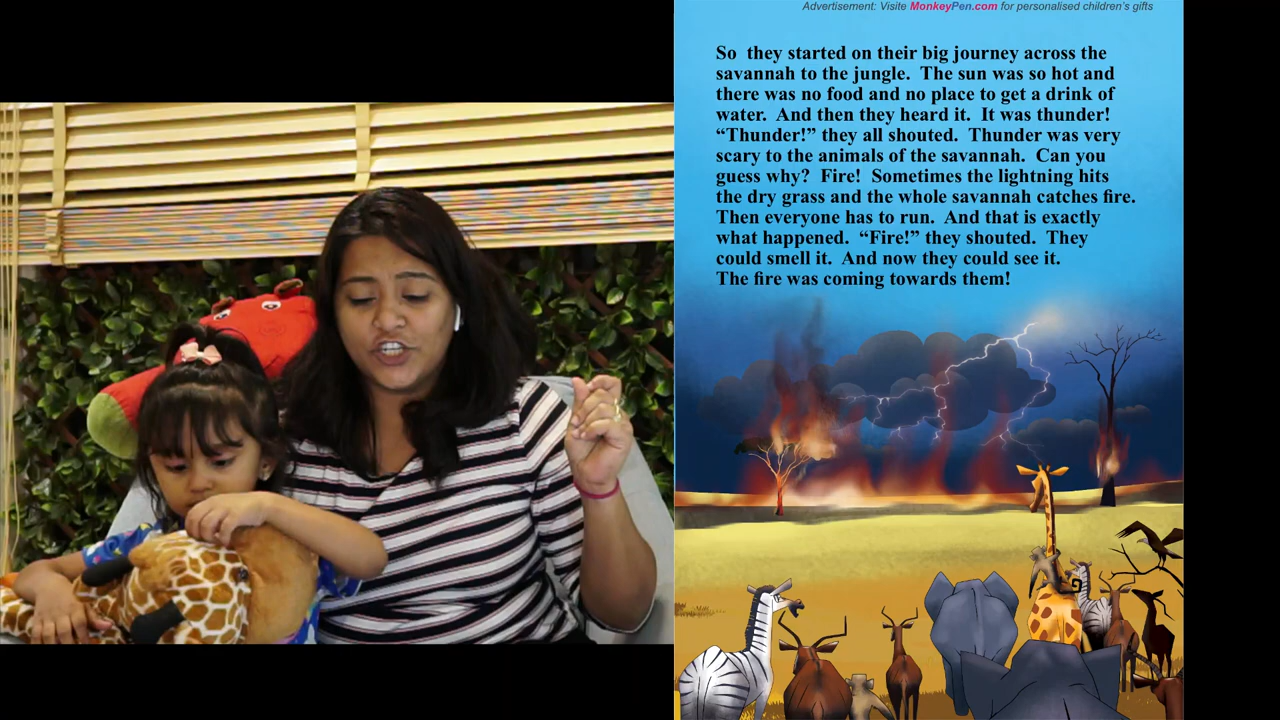 Advertisement: Visite MonkeyPen.com for personalised children's gifts
So they started on their big journey across the
savannah to the jungle. The sun was so hot and
there was no food and no place to get a drink of
water. And then they heard it. It was thunder!
“Thunder!” they all shouted. Thunder was very
scary to the animals of the savannah. Can you
guess why? Fire! Sometimes the lightning hits
the dry grass and the whole savannah catches fire.
Then everyone has to run. And that is exactly
what happened. “Fire!” they shouted. They
could smell it. And now they could see it.
The fire was coming towards them!